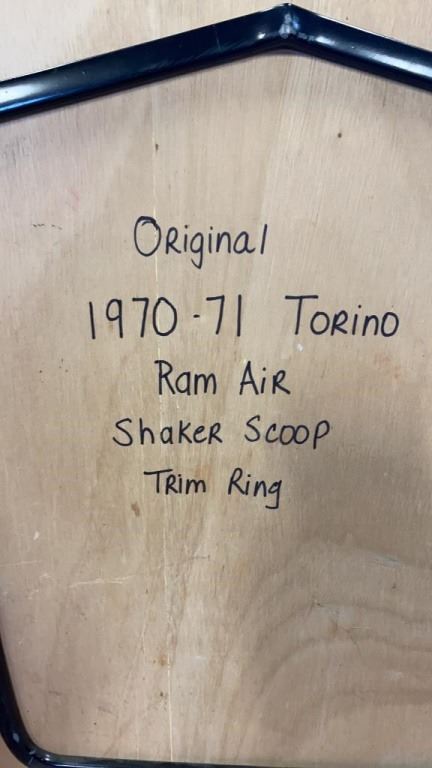 Original
1970-71 Torino
Ram Air
Shaker Scoop
Trim Ring